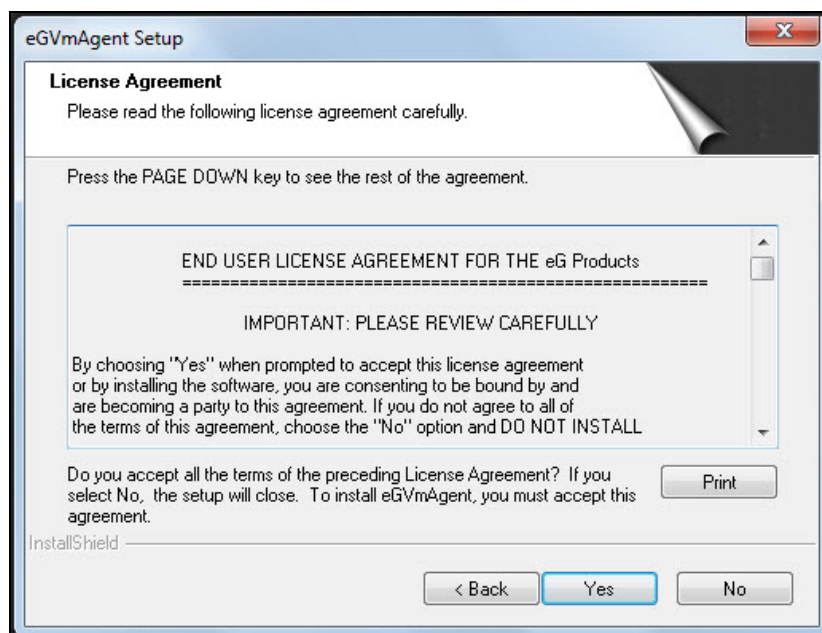 eGVmAgent Setup
License Agreement
Please read the following license agreement carefully.
Press the PAGE DOWN key to see the rest of the agreement.
END USER LICENSE AGREEMENT FOR THE eG Products
=======================================================
IMPORTANT: PLEASE REVIEW CAREFULLY
By choosing "Yes" when prompted to accept this license agreement
or by installing the software, you are consenting to be bound by and
are becoming a party to this agreement. If you do not agree to all of
the terms of this agreement, choose the "No" option and DO NOT INSTALL
Do you accept all the terms of the preceding License Agreement?  If you
select No,  the setup will close.  To install eGVmAgent, you must accept this
agreement.
Print
InstallShield
< Back
Yes
No